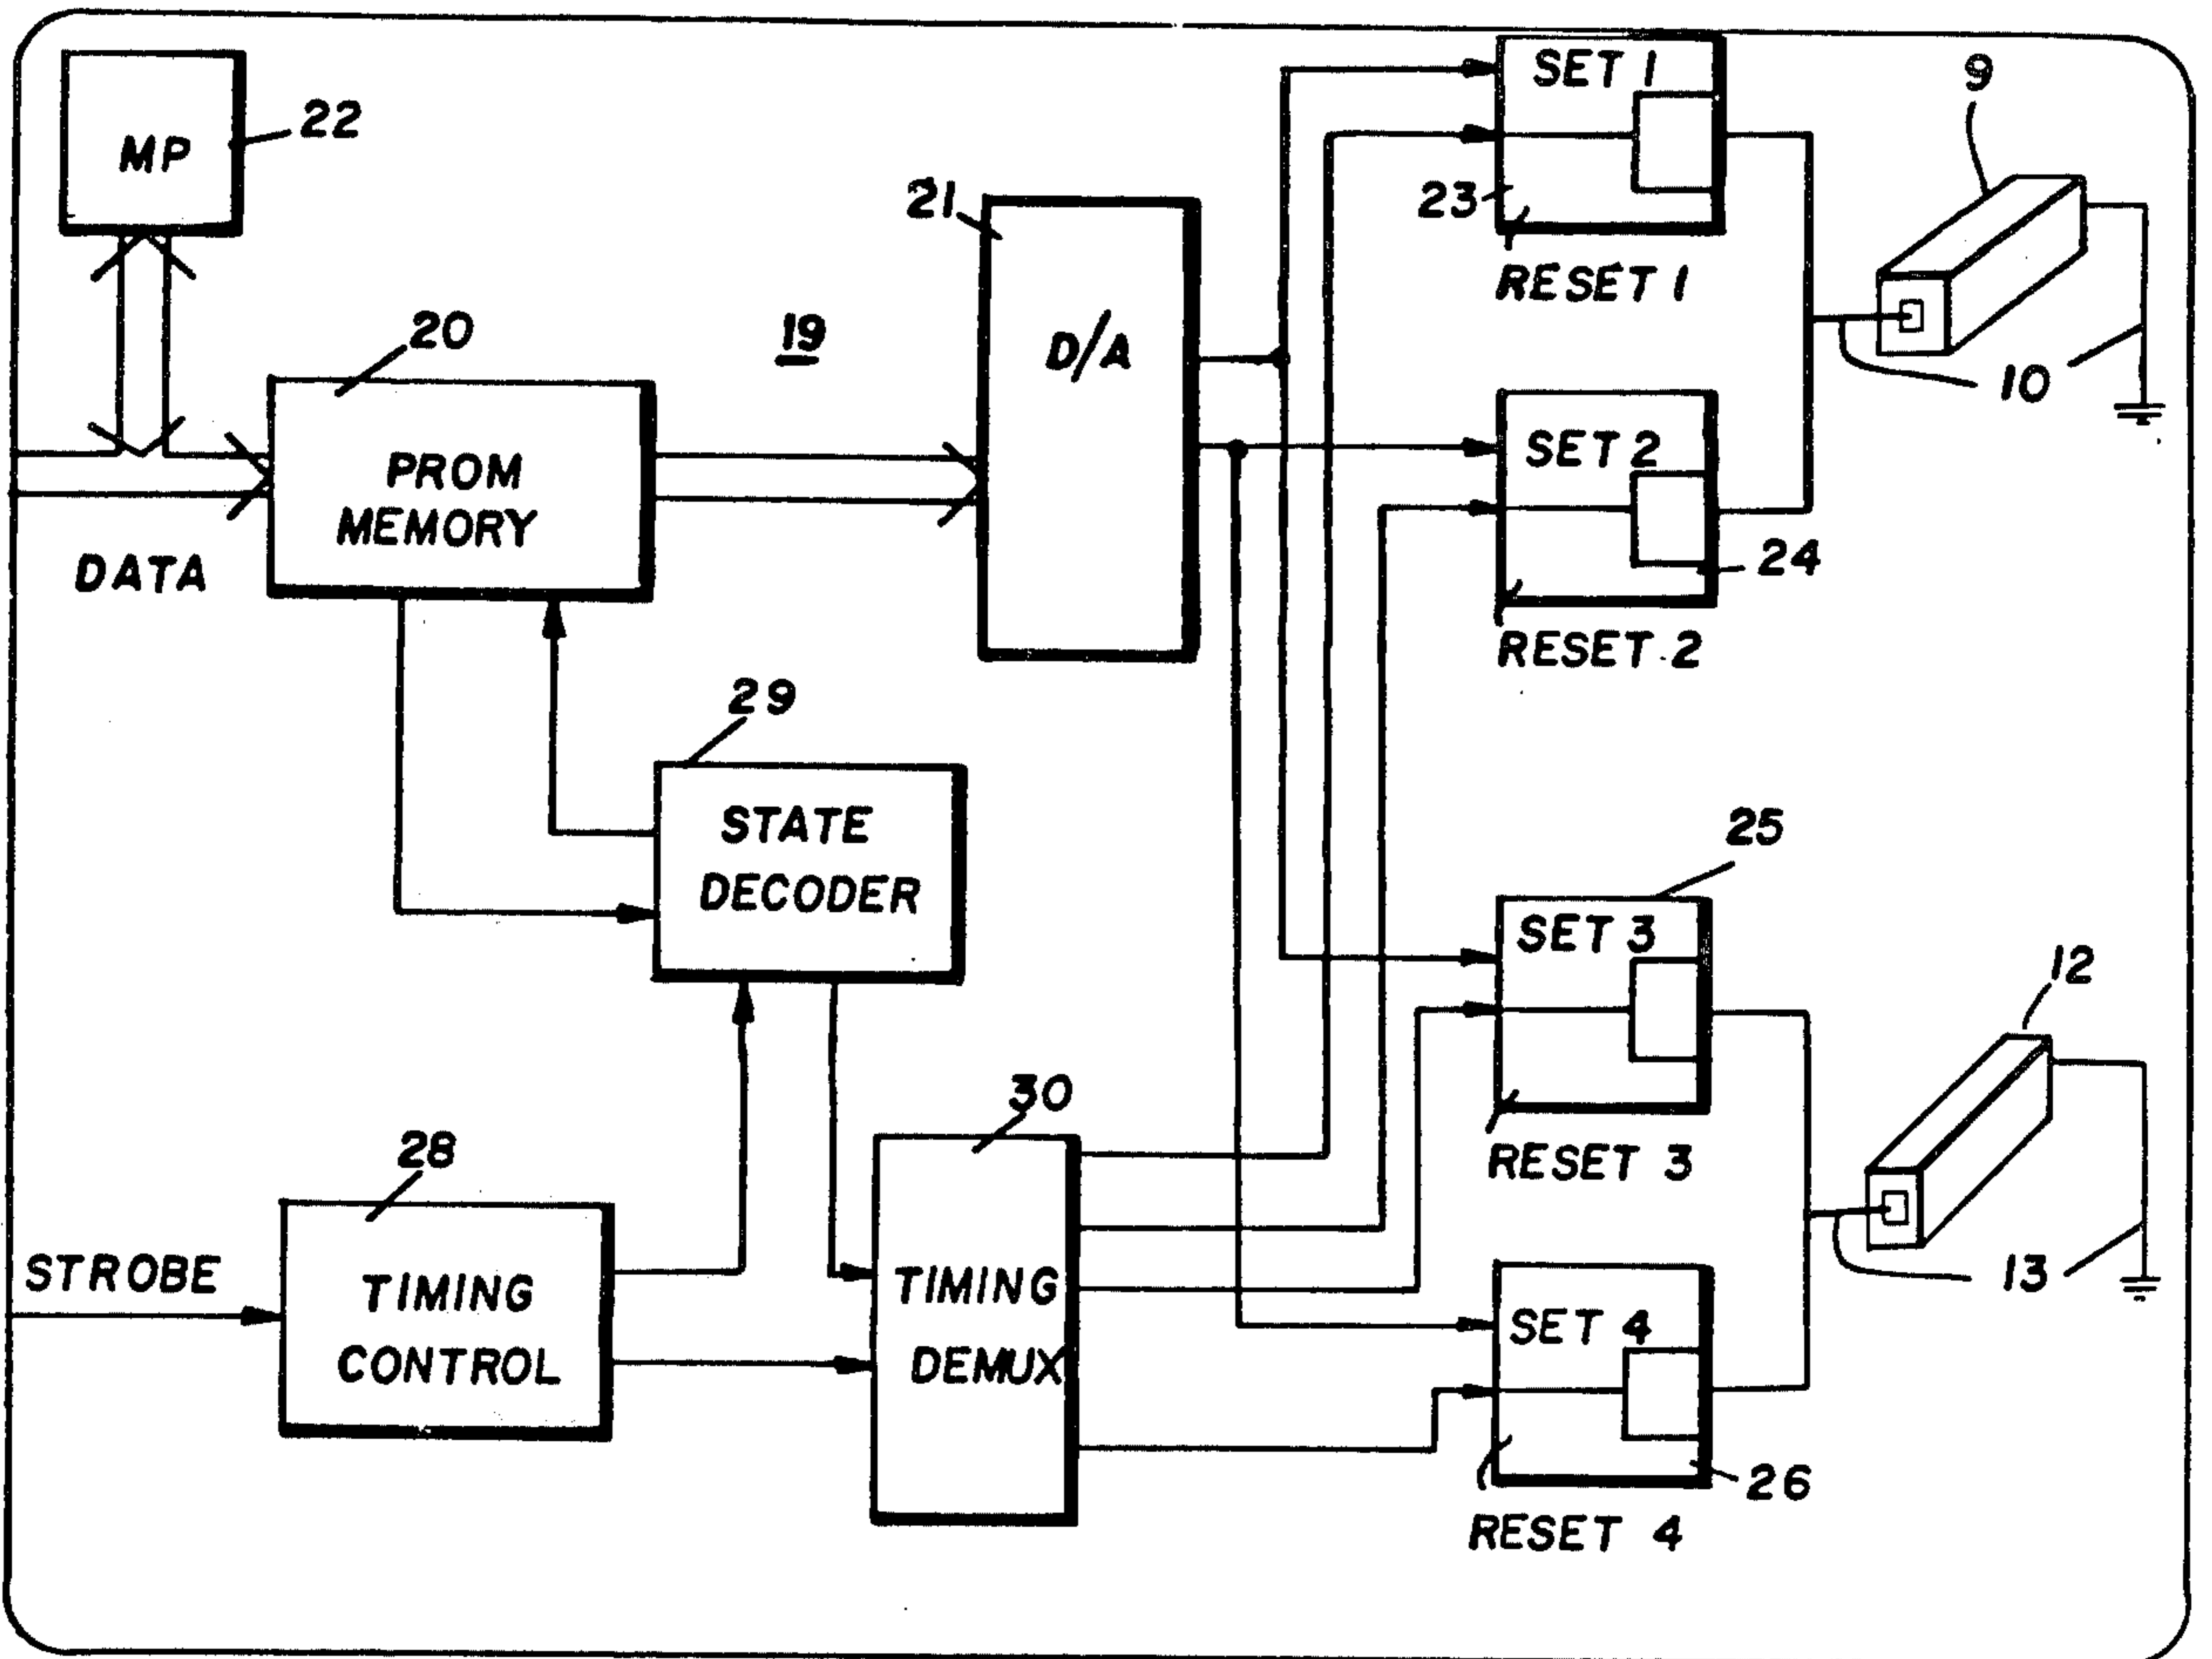 MP
22
SET 1
23
RESET 1
9
10
21
D/A
20
19
PROM
MEMORY
DATA
SET 2
24
RESET 2
29
STATE
DECODER
25
SET 3
RESET 3
12
13
30
28
STROBE
TIMING
CONTROL
TIMING
DEMUX
SET 4
26
RESET 4